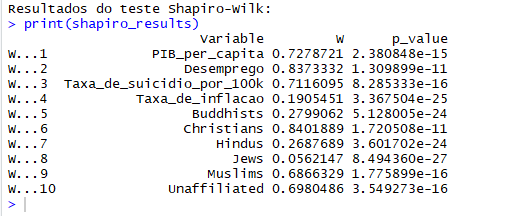 Resultados do teste Shapiro-Wilk:
> print(shapiro_results)
Variable W p_value
W...1 PIB_per_capita 0.7278721 2.380848e-15
W...2 Desemprego 0.8373332 1.309899e-11
W...3 Taxa_de_suicidio_por_100k 0.7116095 8.285333e-16
W...4 Taxa_de_inflacao 0.1905451 3.367504e-25
W...5 Buddhists 0.2799062 5.128005e-24
W...6 Christians 0.8401889 1.720508e-11
W...7 Hindus 0.2687689 3.601702e-24
W...8 Jews 0.0562147 8.494360e-27
W...9 Muslims 0.6866329 1.775899e-16
W...10 Unaffiliated 0.6980486 3.549273e-16
>